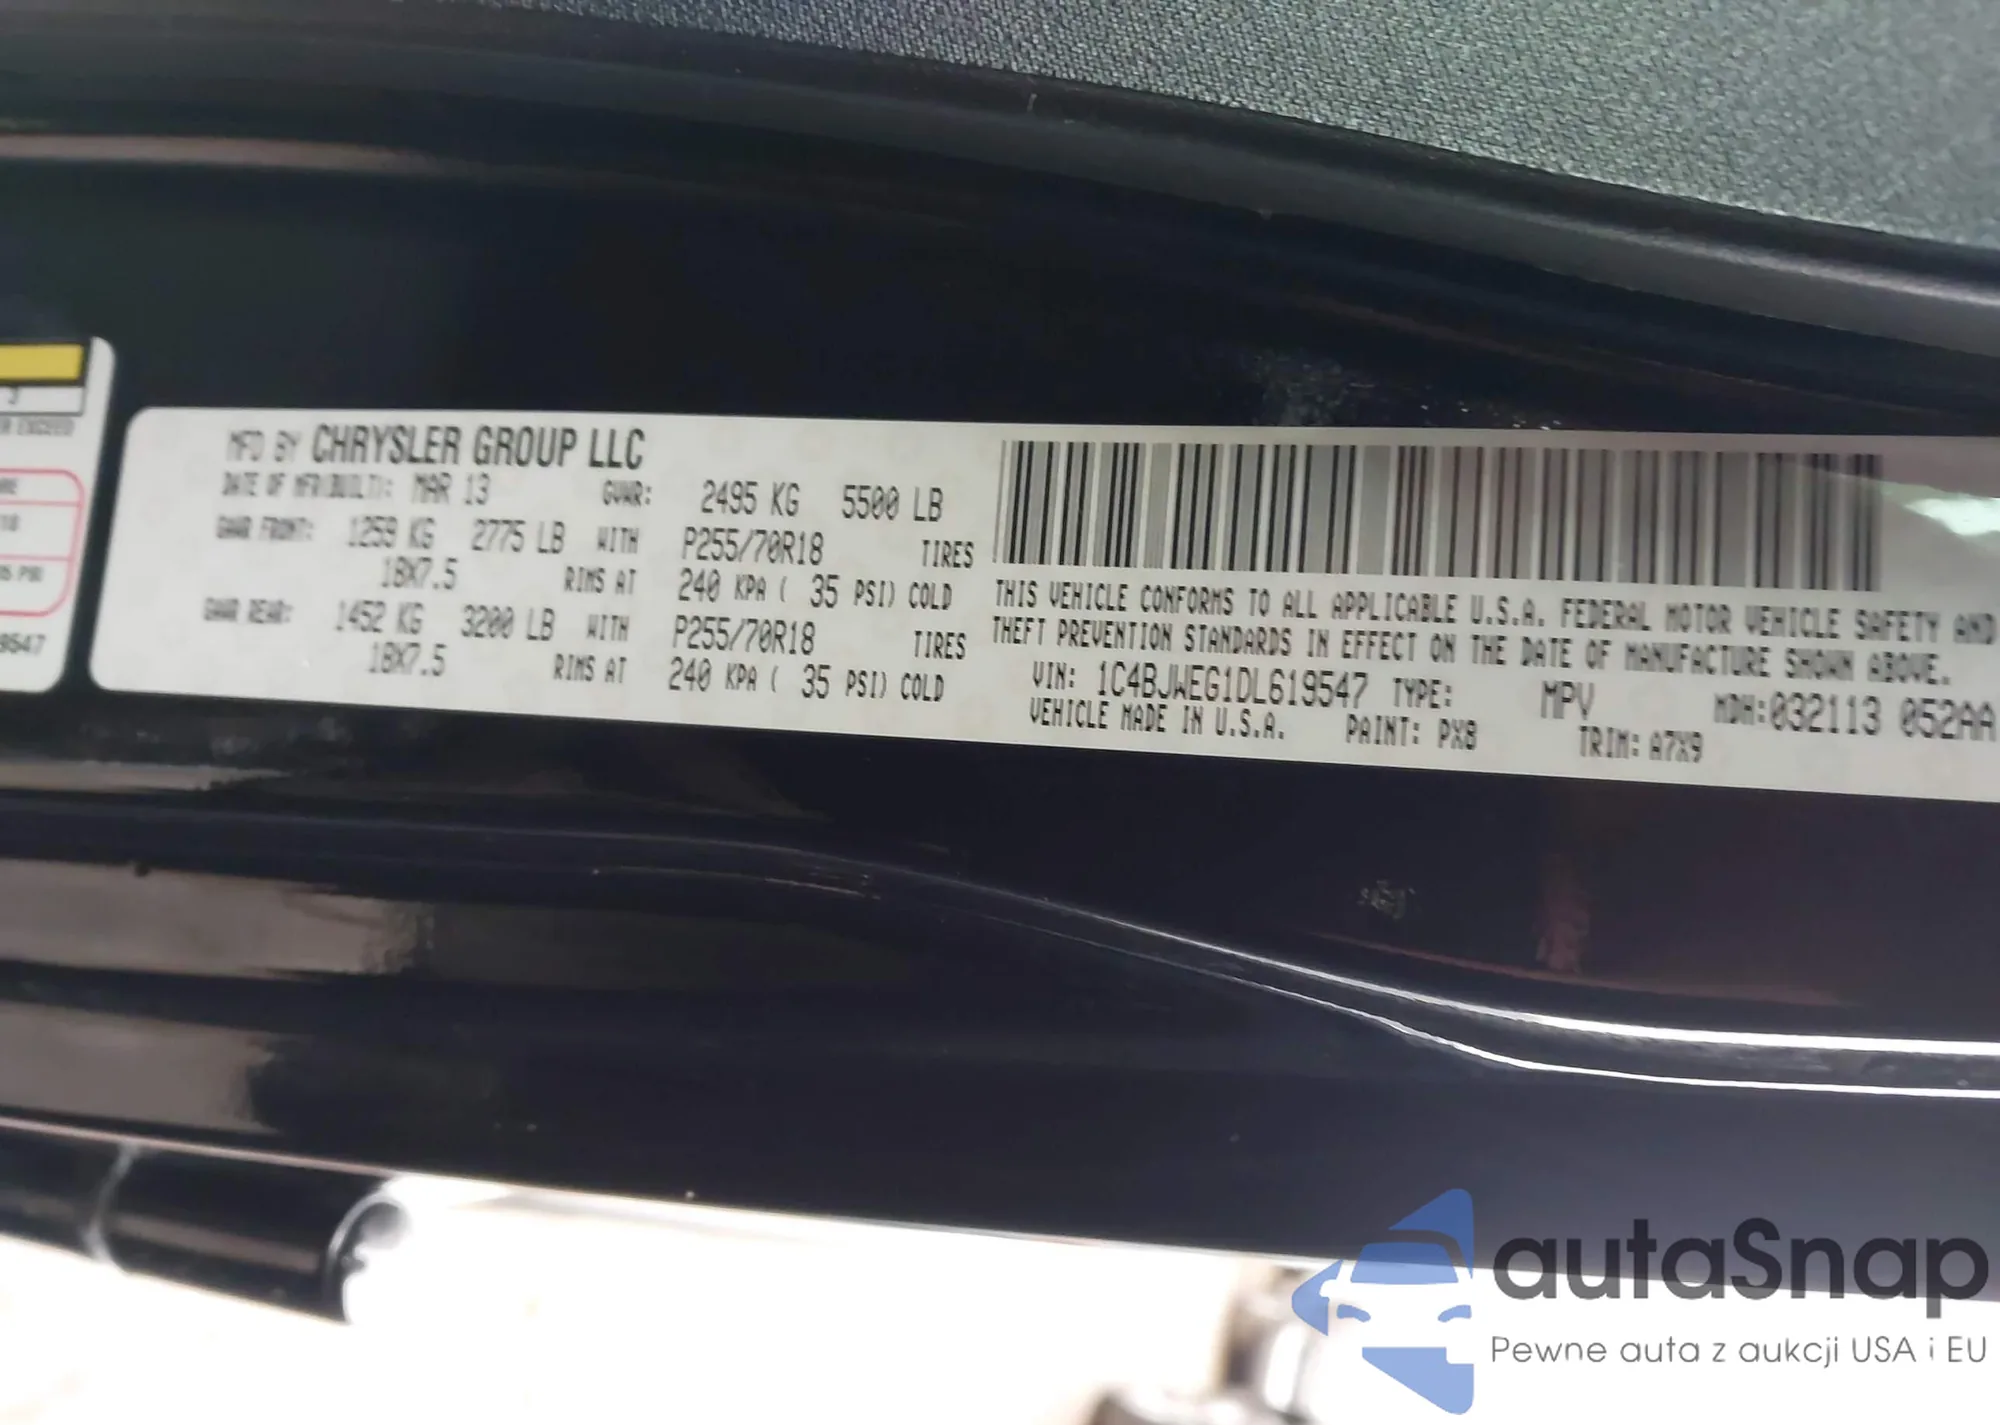 3
ER EXCEED
9547
MFD BY CHRYSLER GROUP LLC
DATE OF MFR(BUILT): MAR 13 GVWR: 2495 KG 5500 LB
GAWR FRONT: 1259 KG 2775 LB WITH P255/70R18 TIRES
18X7.5 RIMS AT 240 KPA ( 35 PSI) COLD
GAWR REAR: 1452 KG 3200 LB WITH P255/70R18 TIRES
18X7.5 RIMS AT 240 KPA ( 35 PSI) COLD
THIS VEHICLE CONFORMS TO ALL APPLICABLE U.S.A. FEDERAL MOTOR VEHICLE SAFETY AND
THEFT PREVENTION STANDARDS IN EFFECT ON THE DATE OF MANUFACTURE SHOWN ABOVE.
VIN: 1C4BJWEG1DL619547 TYPE: MPV MDH:032113 052AA
VEHICLE MADE IN U.S.A. PAINT: PX8 TRIM: A7X9
autaSnap
Pewne auta z aukcji USA i EU